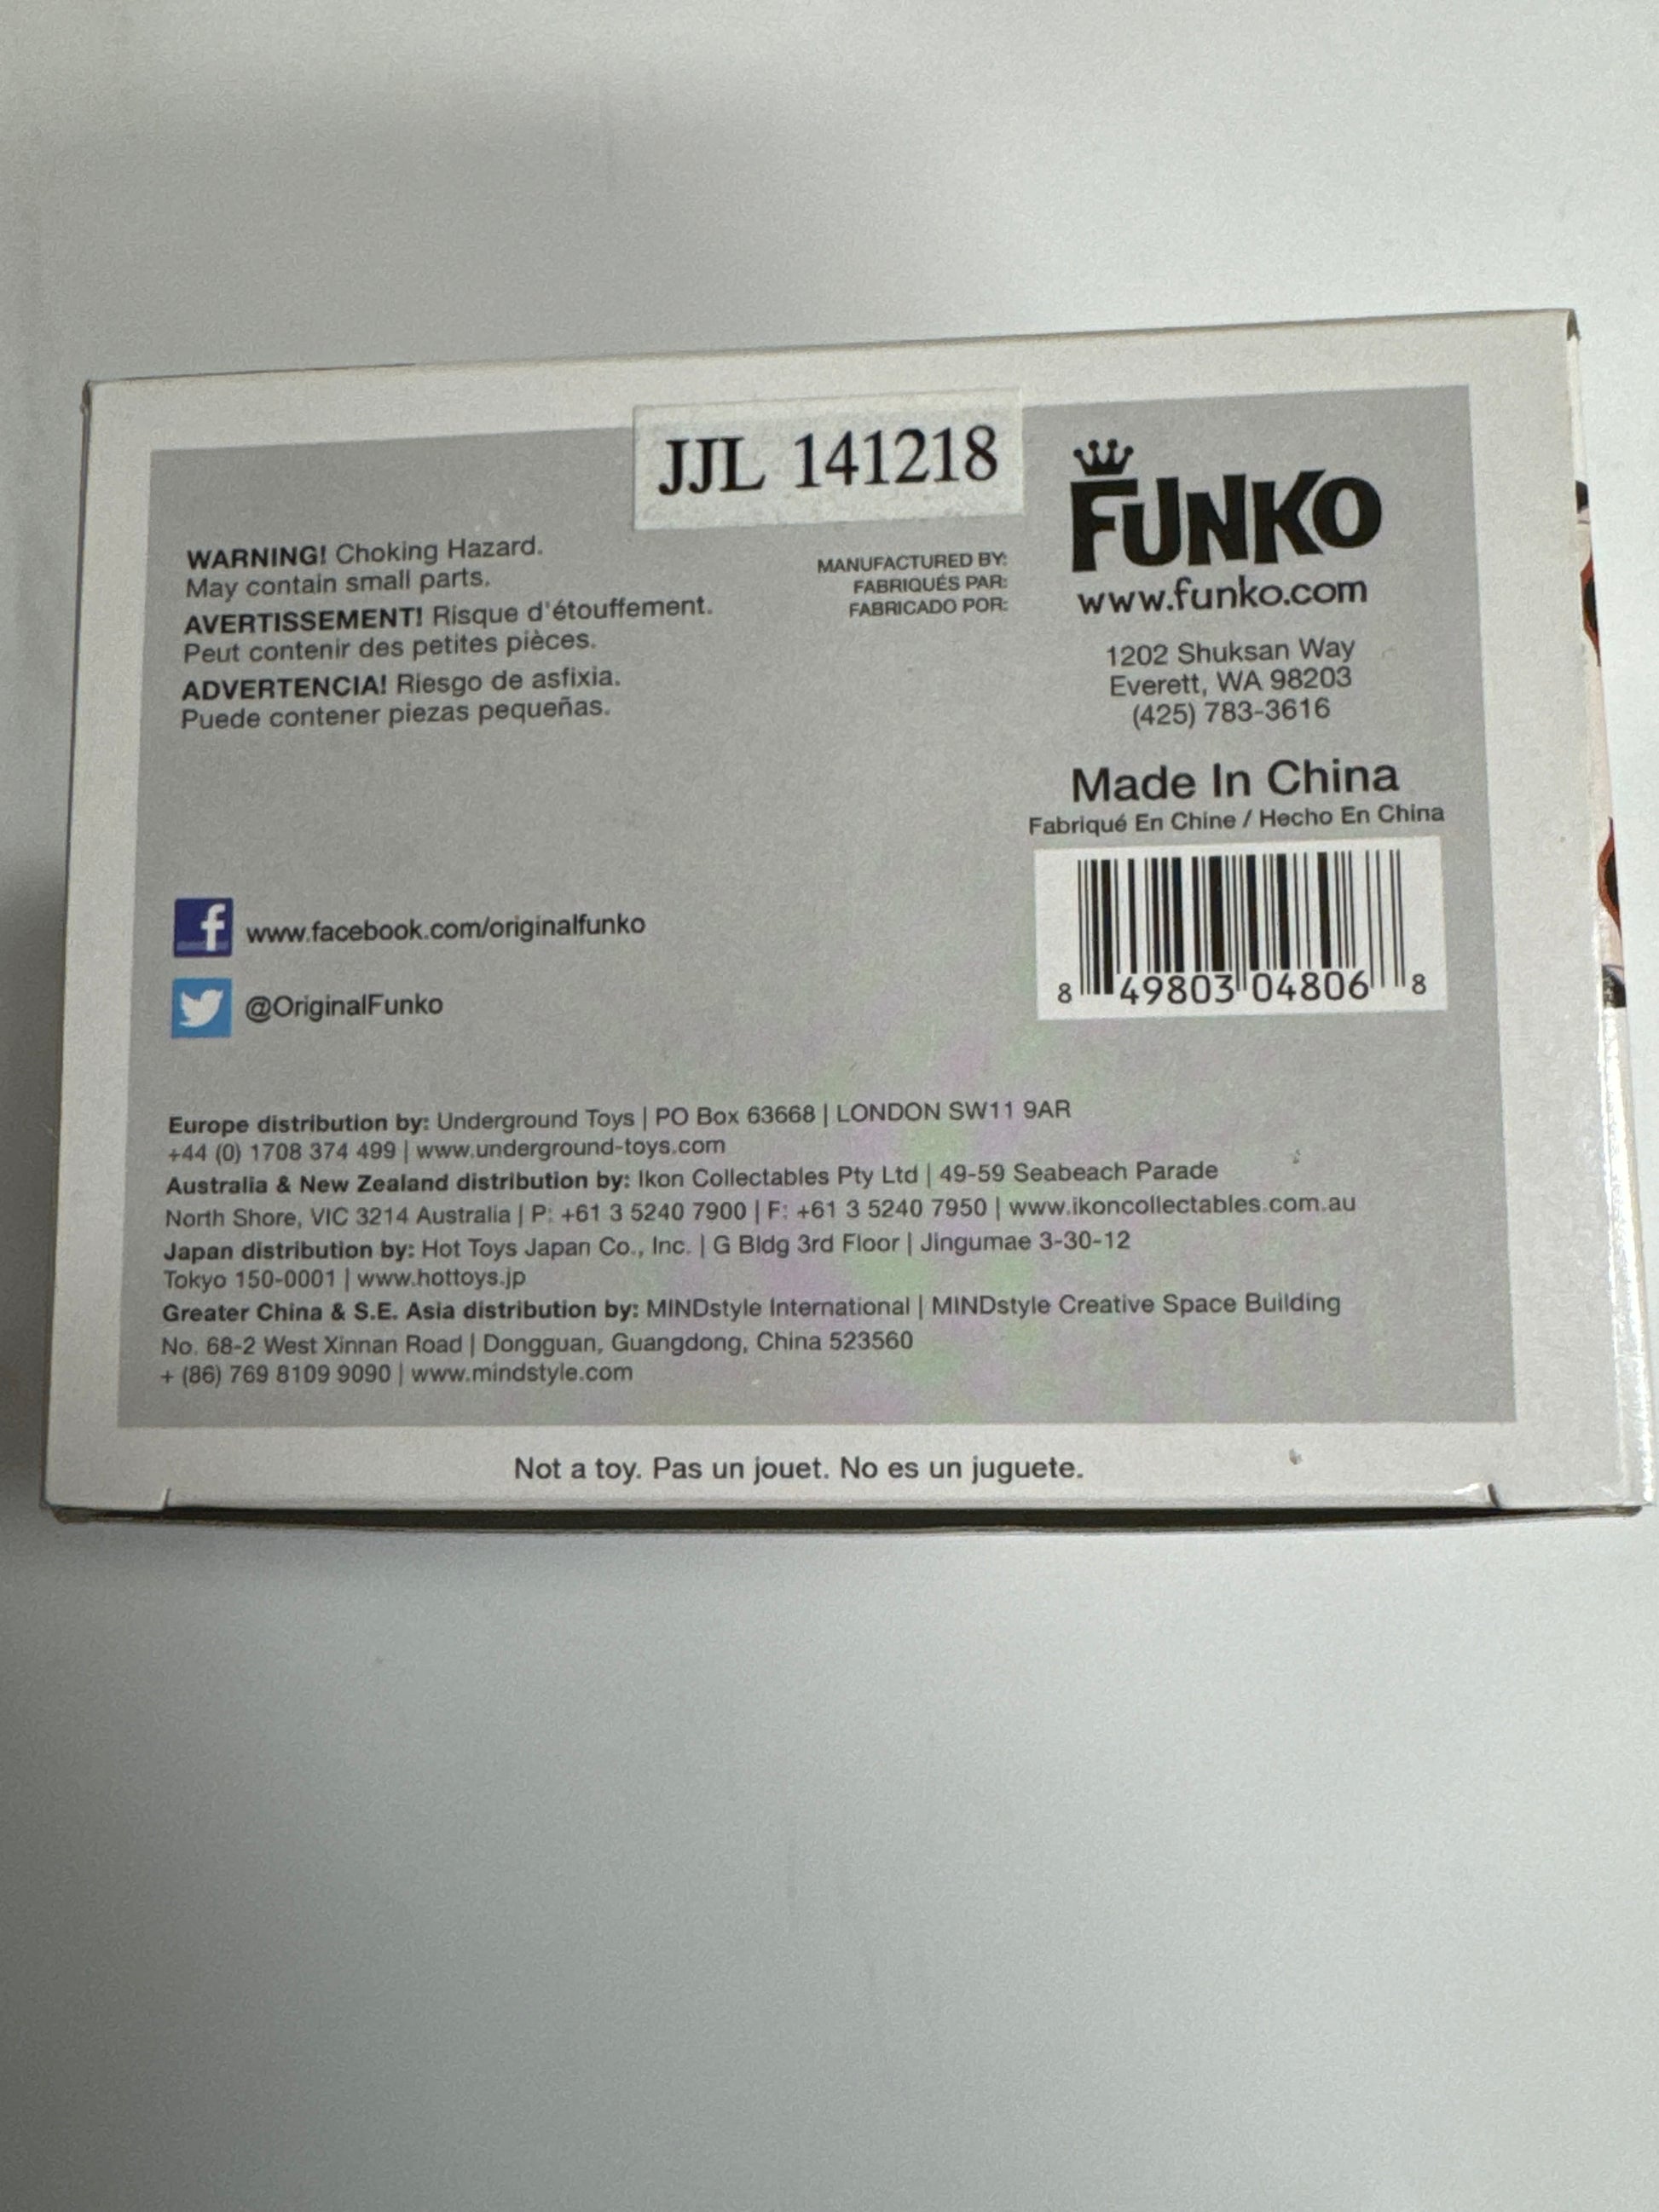 JJL 141218
WARNING! Choking Hazard.
May contain small parts.
AVERTISSEMENT! Risque d'étouffement.
Peut contenir des petites pièces.
ADVERTENCIA! Riesgo de asfixia.
Puede contener piezas pequeñas.
MANUFACTURED BY:
FABRIQUÉS PAR:
FABRICADO POR:
FUNKO
www.funko.com
1202 Shuksan Way
Everett, WA 98203
(425) 783-3616
Made In China
Fabriqué En Chine / Hecho En China
8 49803 04806 8
f www.facebook.com/originalfunko
@OriginalFunko
Europe distribution by: Underground Toys | PO Box 63668 | LONDON SW11 9AR
+44 (0) 1708 374 499 | www.underground-toys.com
Australia & New Zealand distribution by: Ikon Collectables Pty Ltd | 49-59 Seabeach Parade
North Shore, VIC 3214 Australia | P: +61 3 5240 7900 | F: +61 3 5240 7950 | www.ikoncollectables.com.au
Japan distribution by: Hot Toys Japan Co., Inc. | G Bldg 3rd Floor | Jingumae 3-30-12
Tokyo 150-0001 | www.hottoys.jp
Greater China & S.E. Asia distribution by: MINDstyle International | MINDstyle Creative Space Building
No. 68-2 West Xinnan Road | Dongguan, Guangdong, China 523560
+ (86) 769 8109 9090 | www.mindstyle.com
Not a toy. Pas un jouet. No es un juguete.